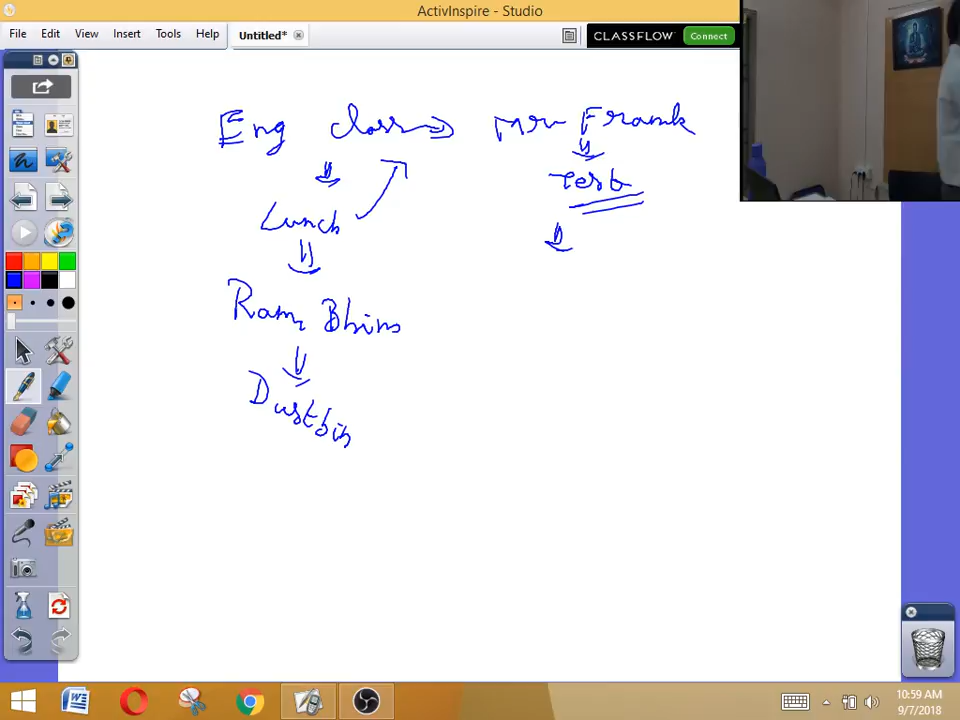 ActivInspire - Studio
File Edit View Insert Tools Help Untitled* CLASSFLOW Connect
Eng class Mr Frank
Test
Lunch
Ram, Bhim
Dustbin
10:59 AM
9/7/2018